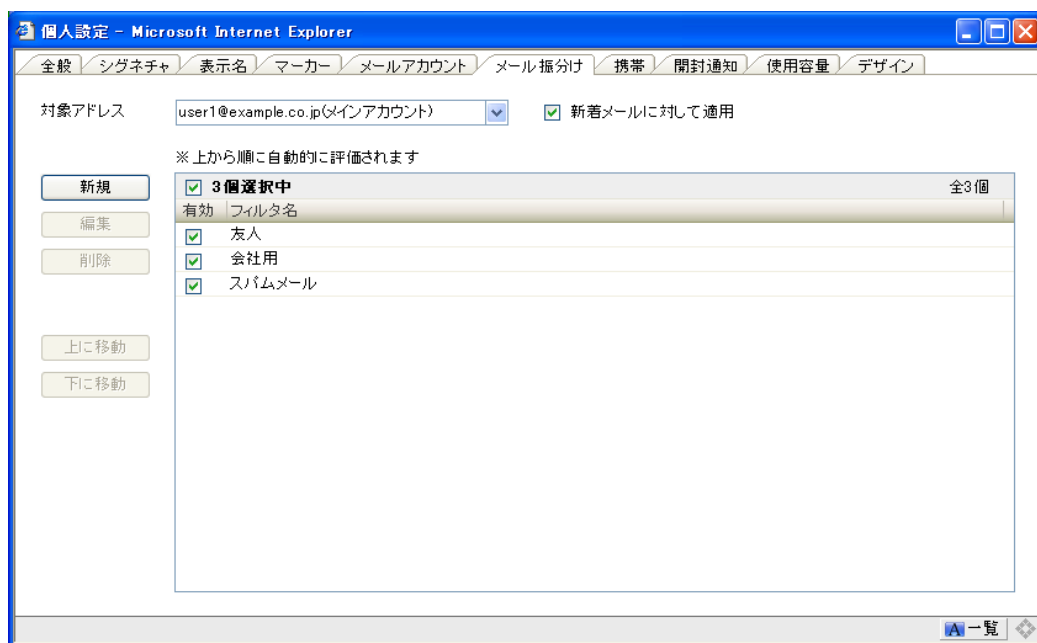 個人設定 - Microsoft Internet Explorer
全般 シグネチャ 表示名 マーカー メールアカウント メール振分け 携帯 開封通知 使用容量 デザイン
対象アドレス user1@example.co.jp(メインアカウント) 新着メールに対して適用
※上から順に自動的に評価されます
新規 3個選択中 全3個
編集 有効 フィルタ名
友人
削除 会社用
スパムメール
上に移動
下に移動
A 一覧